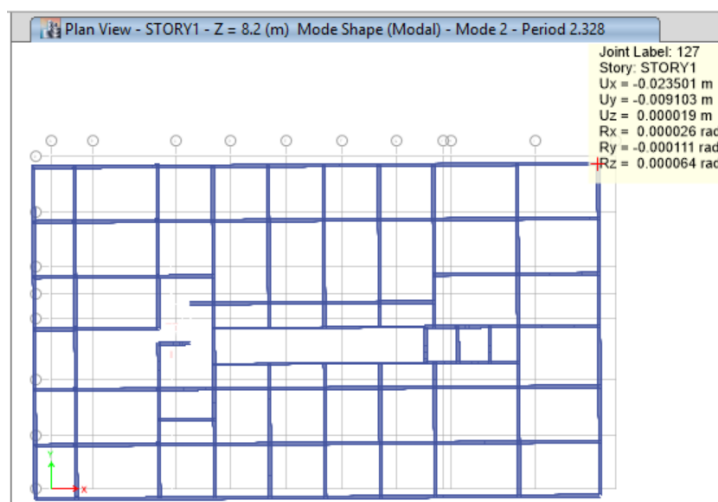 Plan View - STORY1 - Z = 8.2 (m)  Mode Shape (Modal) - Mode 2 - Period 2.328
Joint Label: 127
Story: STORY1
Ux = -0.023501 m
Uy = -0.009103 m
Uz = 0.000019 m
Rx = 0.000026 rad
Ry = -0.000111 rad
Rz = 0.000064 rad
Y
X